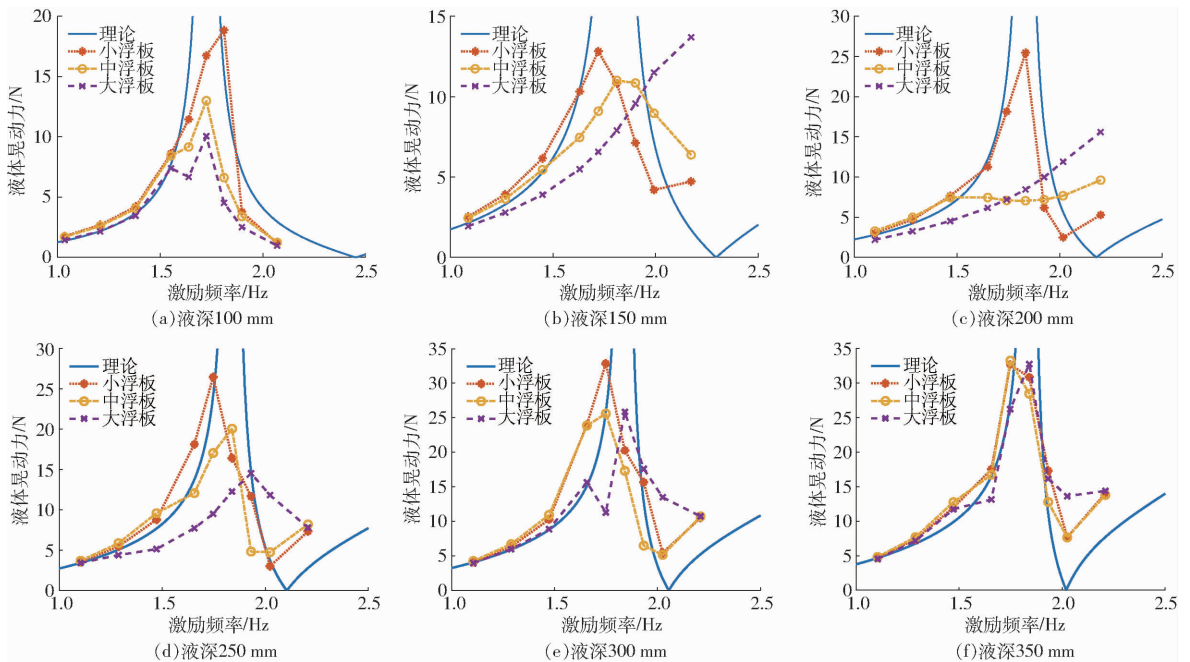 20
15
10
5
0
液体晃动力/N
理论
小浮板
中浮板
大浮板
1.0 1.5 2.0 2.5
激励频率/Hz
(a)液深100 mm
15
10
5
0
液体晃动力/N
理论
小浮板
中浮板
大浮板
1.0 1.5 2.0 2.5
激励频率/Hz
(b)液深150 mm
30
25
20
15
10
5
0
液体晃动力/N
理论
小浮板
中浮板
大浮板
1.0 1.5 2.0 2.5
激励频率/Hz
(c)液深200 mm
30
25
20
15
10
5
0
液体晃动力/N
理论
小浮板
中浮板
大浮板
1.0 1.5 2.0 2.5
激励频率/Hz
(d)液深250 mm
35
30
25
20
15
10
5
0
液体晃动力/N
理论
小浮板
中浮板
大浮板
1.0 1.5 2.0 2.5
激励频率/Hz
(e)液深300 mm
35
30
25
20
15
10
5
0
液体晃动力/N
理论
小浮板
中浮板
大浮板
1.0 1.5 2.0 2.5
激励频率/Hz
(f)液深350 mm